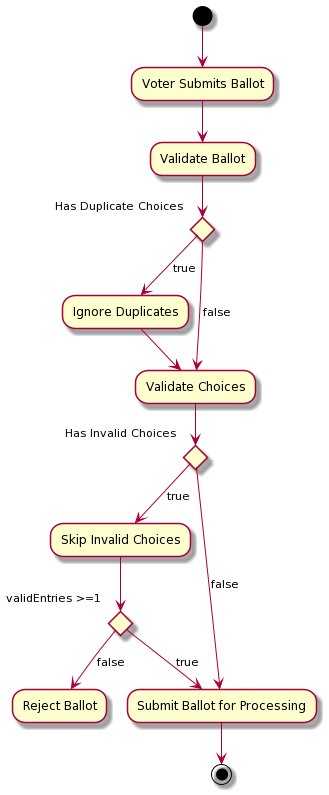 Voter Submits Ballot
Validate Ballot
Has Duplicate Choices
true
Ignore Duplicates
false
Validate Choices
Has Invalid Choices
true
Skip Invalid Choices
false
validEntries >=1
false
true
Reject Ballot
Submit Ballot for Processing